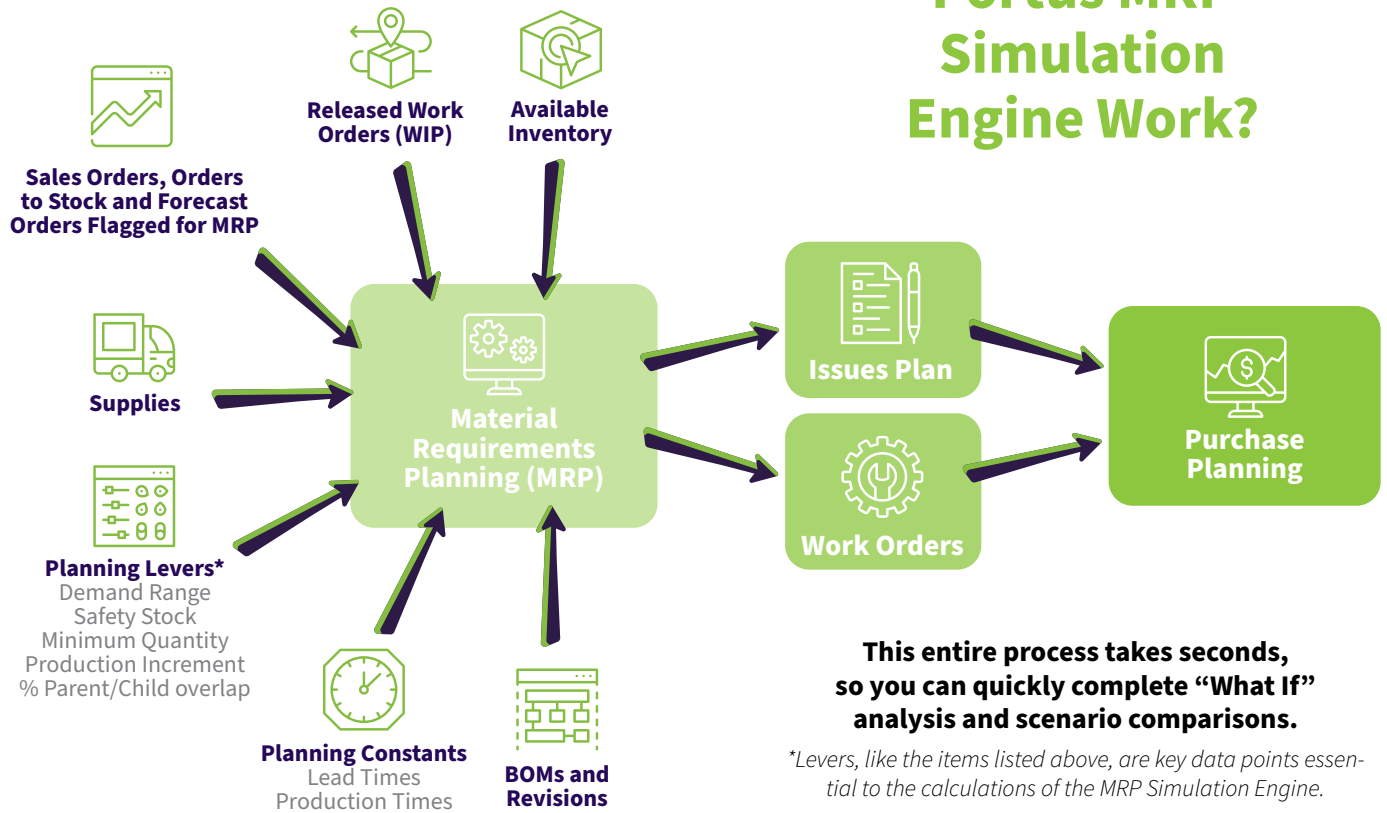 Portus MRP
Simulation
Engine Work?
Released Work
Orders (WIP)
Available
Inventory
Sales Orders, Orders
to Stock and Forecast
Orders Flagged for MRP
Supplies
Planning Levers*
Demand Range
Safety Stock
Minimum Quantity
Production Increment
% Parent/Child overlap
Planning Constants
Lead Times
Production Times
BOMs and
Revisions
Material
Requirements
Planning (MRP)
Issues Plan
Work Orders
$
Purchase
Planning
This entire process takes seconds,
so you can quickly complete “What If”
analysis and scenario comparisons.
*Levers, like the items listed above, are key data points essen-
tial to the calculations of the MRP Simulation Engine.